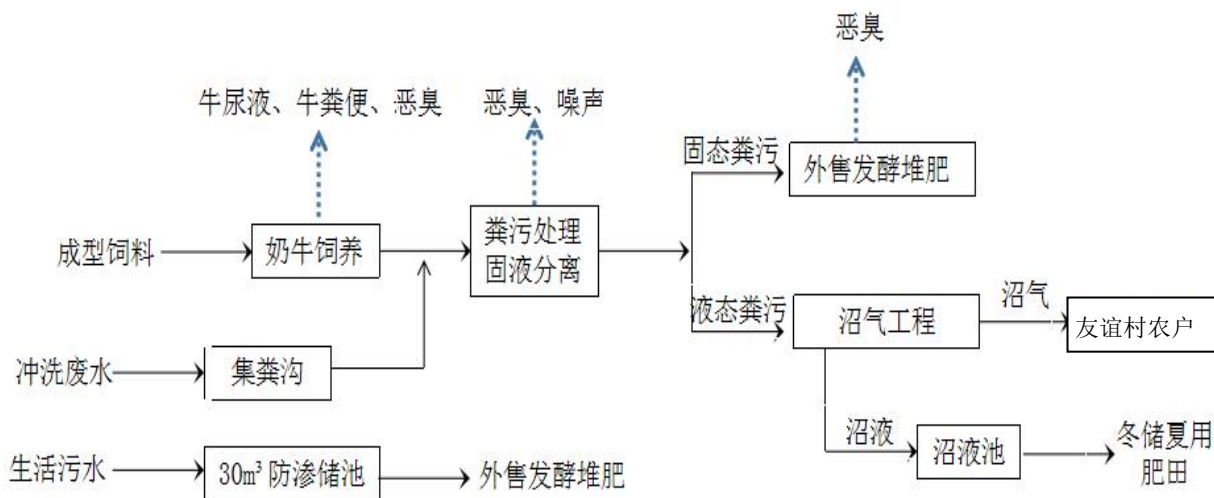 恶臭
牛尿液、牛粪便、恶臭
恶臭、噪声
固态粪污
外售发酵堆肥
成型饲料
奶牛饲养
粪污处理
固液分离
液态粪污
沼气工程
沼气
友谊村农户
冲洗废水
集粪沟
沼液
沼液池
冬储夏用
肥田
生活污水
30m³防渗储池
外售发酵堆肥